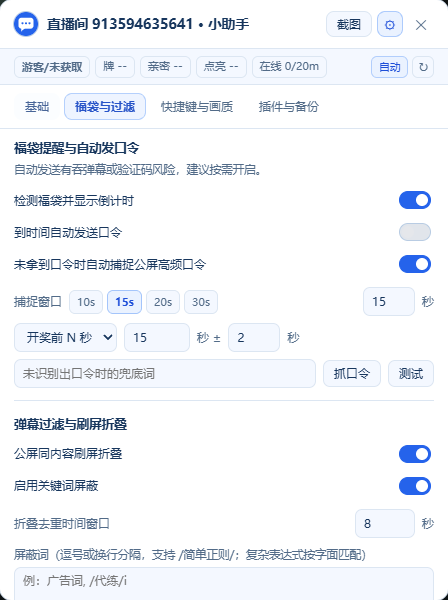 直播间 913594635641 • 小助手
截图
游客/未获取 牌 -- 亲密 -- 点亮 -- 在线 0/20m 自动
基础 福袋与过滤 快捷键与画质 插件与备份
福袋提醒与自动发口令
自动发送有吞弹幕或验证码风险，建议按需开启。
检测福袋并显示倒计时
到时间自动发送口令
未拿到口令时自动捕捉公屏高频口令
捕捉窗口 10s 15s 20s 30s 15 秒
开奖前 N 秒 15 秒 ± 2 秒
未识别出口令时的兜底词 抓口令 测试
弹幕过滤与刷屏折叠
公屏同内容刷屏折叠
启用关键词屏蔽
折叠去重时间窗口 8 秒
屏蔽词（逗号或换行分隔，支持 /简单正则/；复杂表达式按字面匹配）
例：广告词, /代练/i